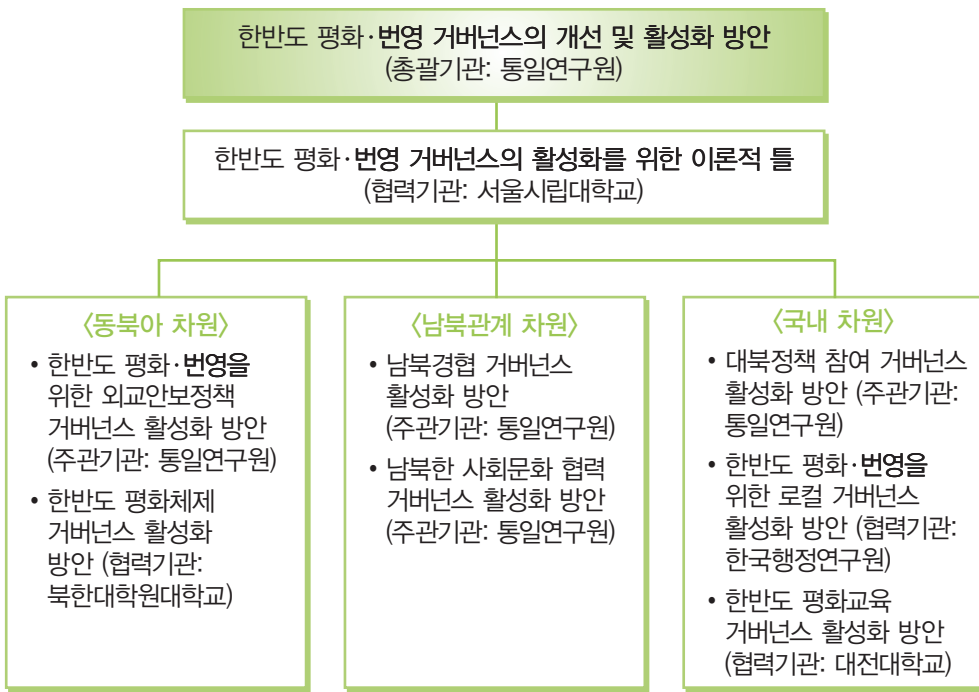 한반도 평화·번영 거버넌스의 개선 및 활성화 방안
(총괄기관: 통일연구원)
한반도 평화·번영 거버넌스의 활성화를 위한 이론적 틀
(협력기관: 서울시립대학교)
〈동북아 차원〉
• 한반도 평화·번영을
위한 외교안보정책
거버넌스 활성화 방안
(주관기관: 통일연구원)
• 한반도 평화체제
거버넌스 활성화
방안 (협력기관:
북한대학원대학교)
〈남북관계 차원〉
• 남북경협 거버넌스
활성화 방안
(주관기관: 통일연구원)
• 남북한 사회문화 협력
거버넌스 활성화 방안
(주관기관: 통일연구원)
〈국내 차원〉
• 대북정책 참여 거버넌스
활성화 방안 (주관기관:
통일연구원)
• 한반도 평화·번영을
위한 로컬 거버넌스
활성화 방안 (협력기관:
한국행정연구원)
• 한반도 평화교육
거버넌스 활성화 방안
(협력기관: 대전대학교)